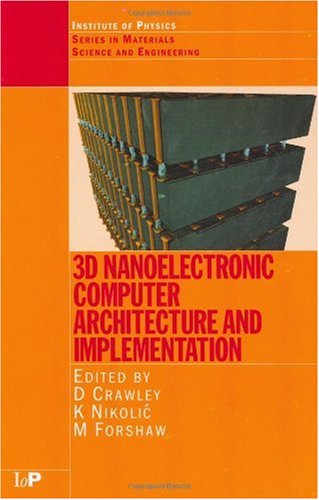 Institute of Physics
Series in Materials
Science and Engineering
3D NANOELECTRONIC
COMPUTER
ARCHITECTURE AND
IMPLEMENTATION
Edited by
D Crawley
K Nikolić
M Forshaw
IoP